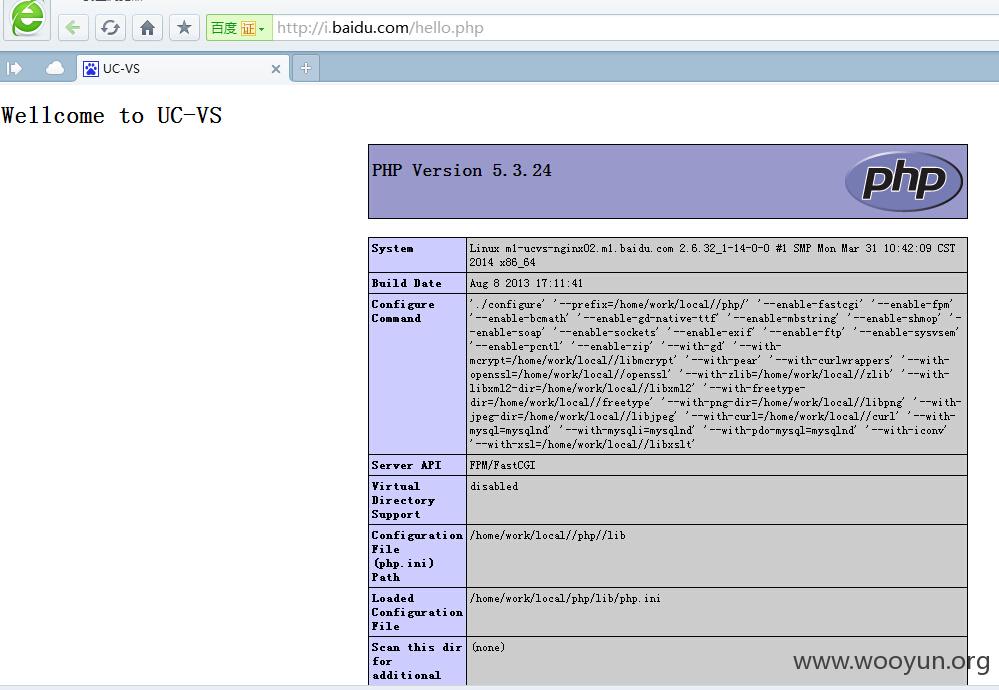 百度 证 http://i.baidu.com/hello.php
UC-VS
Wellcome to UC-VS
PHP Version 5.3.24
php
System
Linux m1-ucvs-nginx02.m1.baidu.com 2.6.32_1-14-0-0 #1 SMP Mon Mar 31 10:42:09 CST
2014 x86_64
Build Date
Aug 8 2013 17:11:41
Configure
Command
'./configure' '--prefix=/home/work/local//php/' '--enable-fastcgi' '--enable-fpm'
'--enable-bcmath' '--enable-gd-native-ttf' '--enable-mbstring' '--enable-shmop' '-
-enable-soap' '--enable-sockets' '--enable-exif' '--enable-ftp' '--enable-sysvsem'
'--enable-pcntl' '--enable-zip' '--with-gd' '--with-
mcrypt=/home/work/local//libmcrypt' '--with-pear' '--with-curlwrappers' '--with-
openssl=/home/work/local//openssl' '--with-zlib=/home/work/local//zlib' '--with-
libxml2-dir=/home/work/local//libxml2' '--with-freetype-
dir=/home/work/local//freetype' '--with-png-dir=/home/work/local//libpng' '--with-
jpeg-dir=/home/work/local//libjpeg' '--with-curl=/home/work/local//curl' '--with-
mysql=mysqlnd' '--with-mysqli=mysqlnd' '--with-pdo-mysql=mysqlnd' '--with-iconv'
'--with-xsl=/home/work/local//libxslt'
Server API
FPM/FastCGI
Virtual
Directory
Support
disabled
Configuration
File
(php.ini)
Path
/home/work/local//php//lib
Loaded
Configuration
File
/home/work/local/php/lib/php.ini
Scan this dir
for
additional
(none)
www.wooyun.org